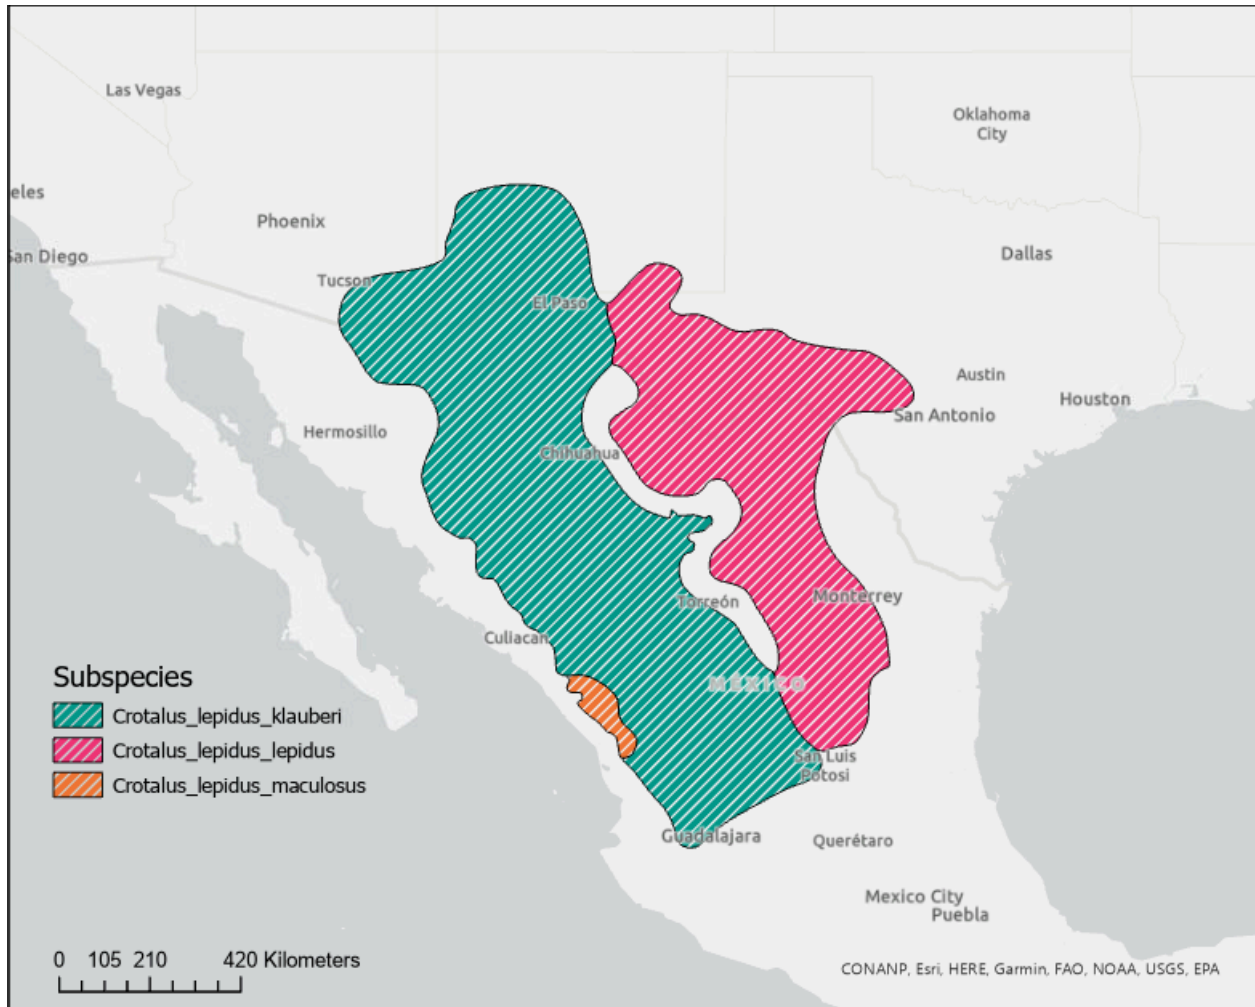 Las Vegas
Oklahoma
City
eles
Phoenix
San Diego
Dallas
Tucson
El Paso
Austin
Houston
San Antonio
Hermosillo
Chihuahua
Monterrey
Torreón
Culiacan
MÉXICO
Subspecies
Crotalus_lepidus_klauberi
Crotalus_lepidus_lepidus
San Luis
Potosi
Crotalus_lepidus_maculosus
Guadalajara
Querétaro
Mexico City
Puebla
0 105 210 420 Kilometers
CONANP, Esri, HERE, Garmin, FAO, NOAA, USGS, EPA